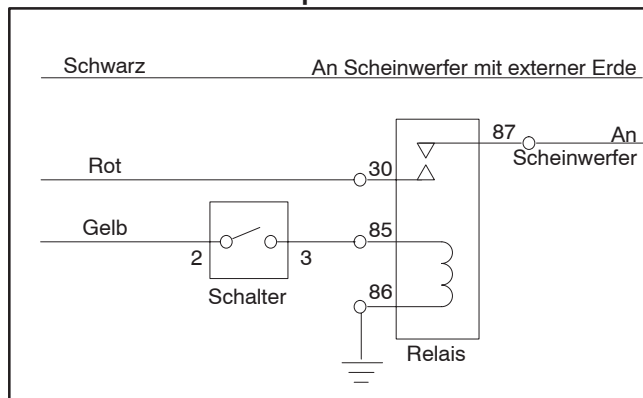 Schwarz
An Scheinwerfer mit externer Erde
87
An
Scheinwerfer
Rot
30
Gelb
85
2
3
Schalter
86
Relais